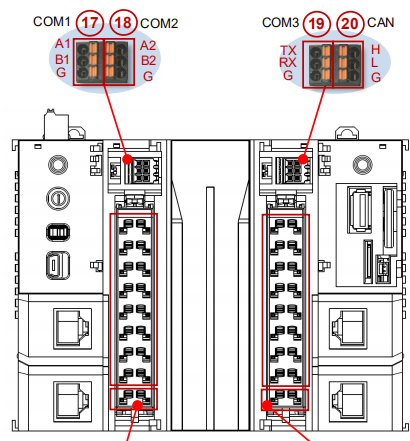 COM1 17 18 COM2
A1 A2
B1 B2
G G
COM3 19 20 CAN
TX H
RX L
G G